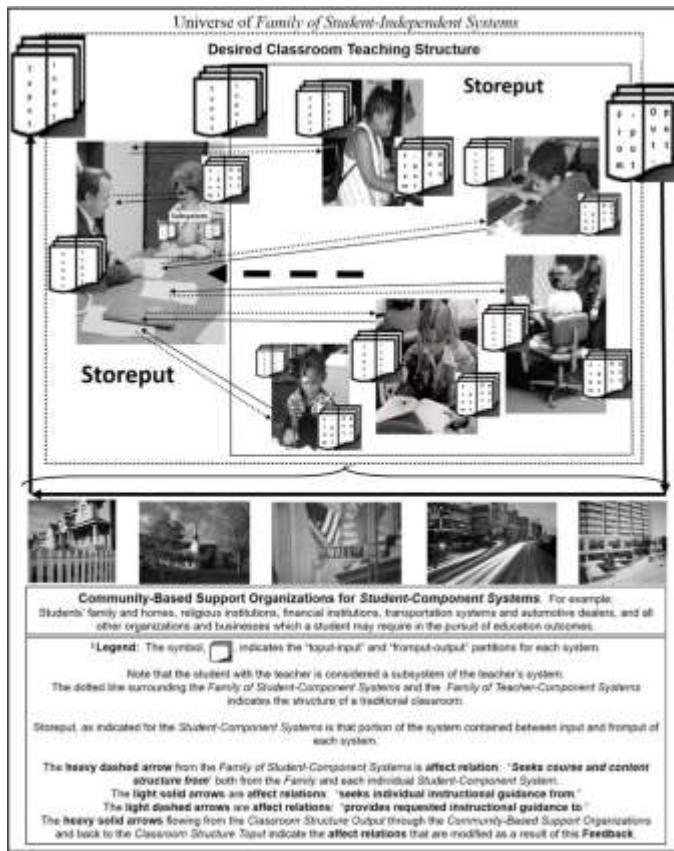 Universe of Family of Student-Independent Systems
Desired Classroom Teaching Structure
Storeput
Subsystem
Storeput
Community-Based Support Organizations for Student-Component Systems. For example:
Students' family and homes, religious institutions, financial institutions, transportation systems and automotive dealers, and all
other organizations and businesses which a student may require in the pursuit of education outcomes.
Legend: The symbol, , indicates the "toput-input" and "fromput-output" partitions for each system.
Note that the student with the teacher is considered a subsystem of the teacher's system.
The dotted line surrounding the Family of Student-Component Systems and the Family of Teacher-Component Systems
indicates the structure of a traditional classroom.
Storeput, as indicated for the Student-Component Systems is that portion of the system contained between input and fromput of
each system.
The heavy dashed arrow from the Family of Student-Component Systems is affect relation: "Seeks course and content
structure from" both from the Family and each individual Student-Component System.
The light solid arrows are affect relations: "seeks individual instructional guidance from."
The light dashed arrows are affect relations: "provides requested instructional guidance to."
The heavy solid arrows flowing from the Classroom Structure Output through the Community-Based Support Organizations
and back to the Classroom Structure Toput indicate the affect relations that are modified as a result of this Feedback.